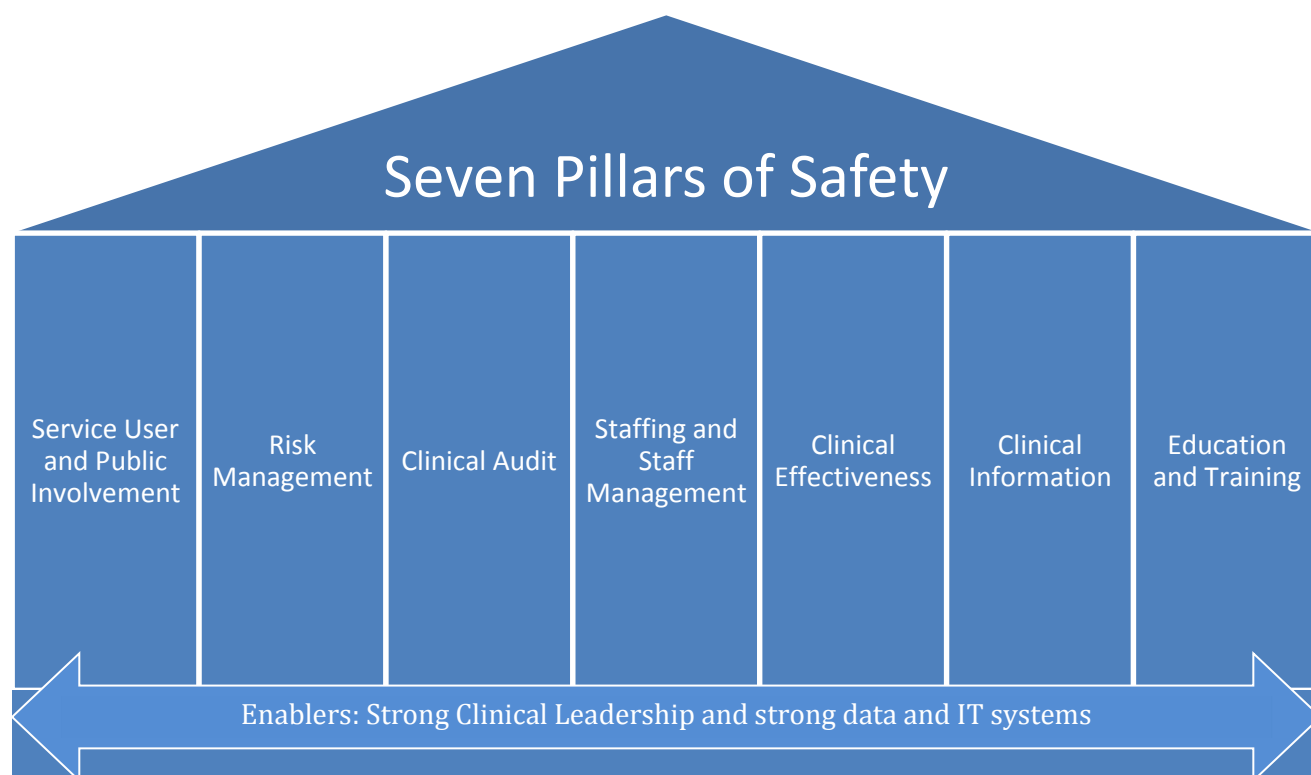 Seven Pillars of Safety
Service User
and Public
Involvement
Risk
Management
Clinical Audit
Staffing and
Staff
Management
Clinical
Effectiveness
Clinical
Information
Education
and Training
Enablers: Strong Clinical Leadership and strong data and IT systems